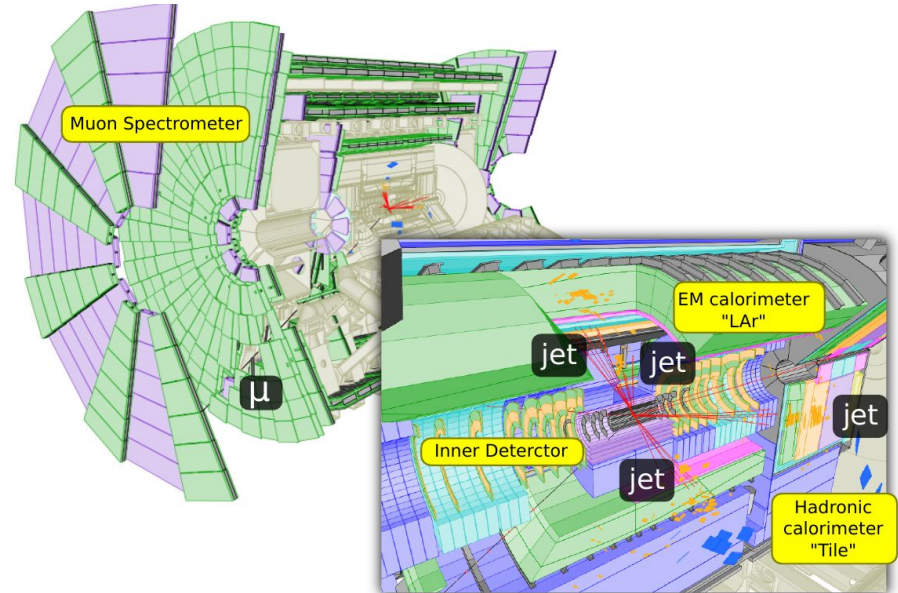 Muon Spectrometer
EM calorimeter
"LAr"
jet
jet
μ
jet
Inner Deterctor
jet
Hadronic
calorimeter
"Tile"